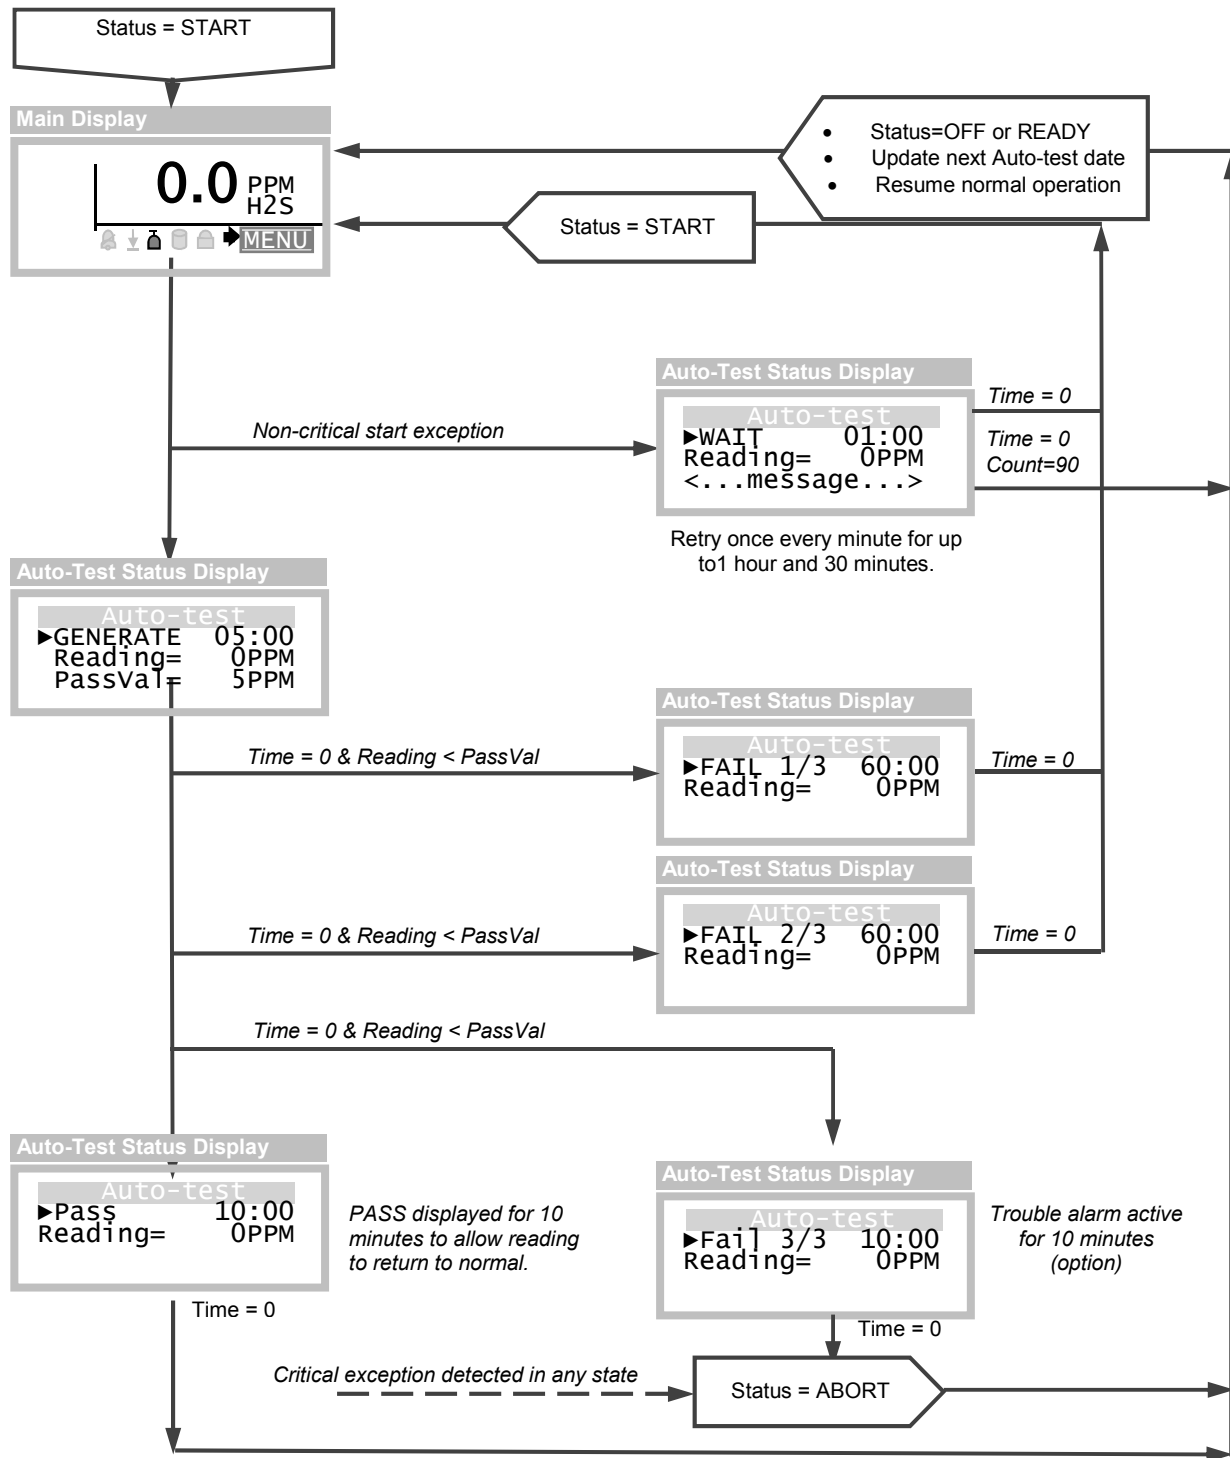 Status = START
Main Display
0.0 PPM
H2S
MENU
• Status=OFF or READY
• Update next Auto-test date
• Resume normal operation
Status = START
Auto-Test Status Display
Auto-test
►WAIT 01:00
Reading= 0PPM
<...message...>
Time = 0
Time = 0
Count=90
Non-critical start exception
Retry once every minute for up
to1 hour and 30 minutes.
Auto-Test Status Display
Auto-test
►GENERATE 05:00
Reading= 0PPM
PassVal= 5PPM
Time = 0 & Reading < PassVal
Auto-Test Status Display
Auto-test
►FAIL 1/3 60:00
Reading= 0PPM
Time = 0
Time = 0 & Reading < PassVal
Auto-Test Status Display
Auto-test
►FAIL 2/3 60:00
Reading= 0PPM
Time = 0
Time = 0 & Reading < PassVal
Auto-Test Status Display
Auto-test
►Pass 10:00
Reading= 0PPM
PASS displayed for 10
minutes to allow reading
to return to normal.
Time = 0
Auto-Test Status Display
Auto-test
►Fail 3/3 10:00
Reading= 0PPM
Trouble alarm active
for 10 minutes
(option)
Time = 0
Critical exception detected in any state
Status = ABORT